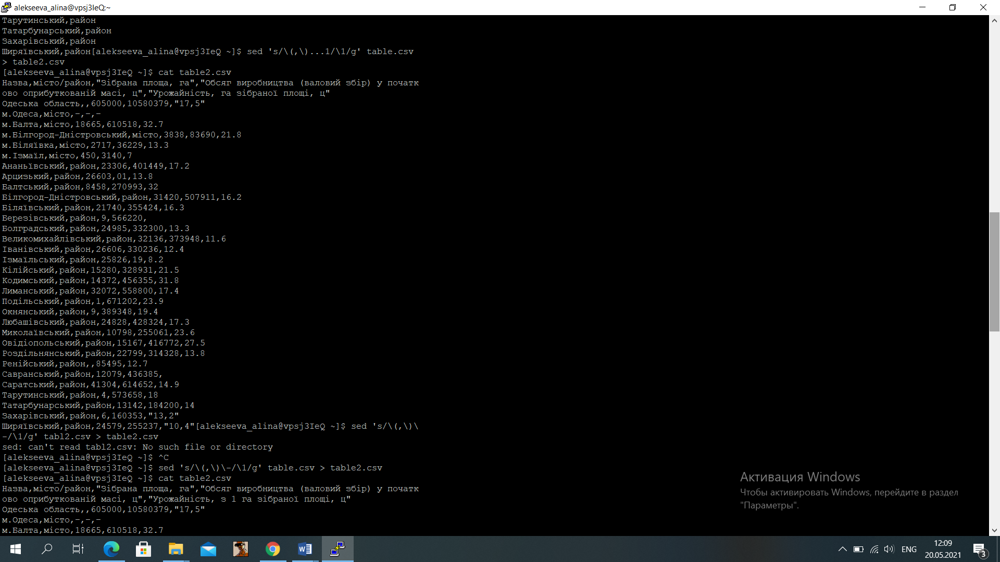 alekseeva_alina@vpsj3IeQ:~
Тарутинський,район
Татарбунарський,район
Захарівський,район
Ширяївський,район[alekseeva_alina@vpsj3IeQ ~]$ sed 's/\(,\)...1/\1/g' table.csv
> table2.csv
[alekseeva_alina@vpsj3IeQ ~]$ cat table2.csv
Назва,місто/район,"Зібрана площа, га","Обсяг виробництва (валовий збір) у початк
ово оприбуткованій масі, ц","Урожайність, га зібраної площі, ц"
Одеська область,,605000,10580379,"17,5"
м.Одеса,місто,-,-,-
м.Балта,місто,18665,610518,32.7
м.Білгород-Дністровський,місто,3838,83690,21.8
м.Біляївка,місто,2717,36229,13.3
м.Ізмаїл,місто,450,3140,7
Ананьївський,район,23306,401449,17.2
Арцизький,район,26603,01,13.8
Балтський,район,8458,270993,32
Білгород-Дністровський,район,31420,507911,16.2
Біляївський,район,21740,355424,16.3
Березівський,район,9,566220,
Болградський,район,24985,332300,13.3
Великомихайлівський,район,32136,373948,11.6
Іванівський,район,26606,330236,12.4
Ізмаїльський,район,25826,19,8.2
Кілійський,район,15280,328931,21.5
Кодимський,район,14372,456355,31.8
Лиманський,район,32072,558800,17.4
Подільський,район,1,671202,23.9
Окнянський,район,9,389348,19.4
Любашівський,район,24828,428324,17.3
Миколаївський,район,10798,255061,23.6
Овідіопольський,район,15167,416772,27.5
Роздільнянський,район,22799,314328,13.8
Ренійський,район,,85495,12.7
Савранський,район,12079,436385,
Саратський,район,41304,614652,14.9
Тарутинський,район,4,573658,18
Татарбунарський,район,13142,184200,14
Захарівський,район,6,160353,"13,2"
Ширяївський,район,24579,255237,"10,4"[alekseeva_alina@vpsj3IeQ ~]$ sed 's/\(,\)\
-/\1/g' tabl2.csv > table2.csv
sed: can't read tabl2.csv: No such file or directory
[alekseeva_alina@vpsj3IeQ ~]$ ^C
[alekseeva_alina@vpsj3IeQ ~]$ sed 's/\(,\)\-/\1/g' table.csv > table2.csv
[alekseeva_alina@vpsj3IeQ ~]$ cat table2.csv
Назва,місто/район,"Зібрана площа, га","Обсяг виробництва (валовий збір) у початк
ово оприбуткованій масі, ц","Урожайність, з 1 га зібраної площі, ц"
Одеська область,,605000,10580379,"17,5"
м.Одеса,місто,-,-,-
м.Балта,місто,18665,610518,32.7
Активация Windows
Чтобы активировать Windows, перейдите в раздел
"Параметры".
ENG
12:09
20.05.2021
3